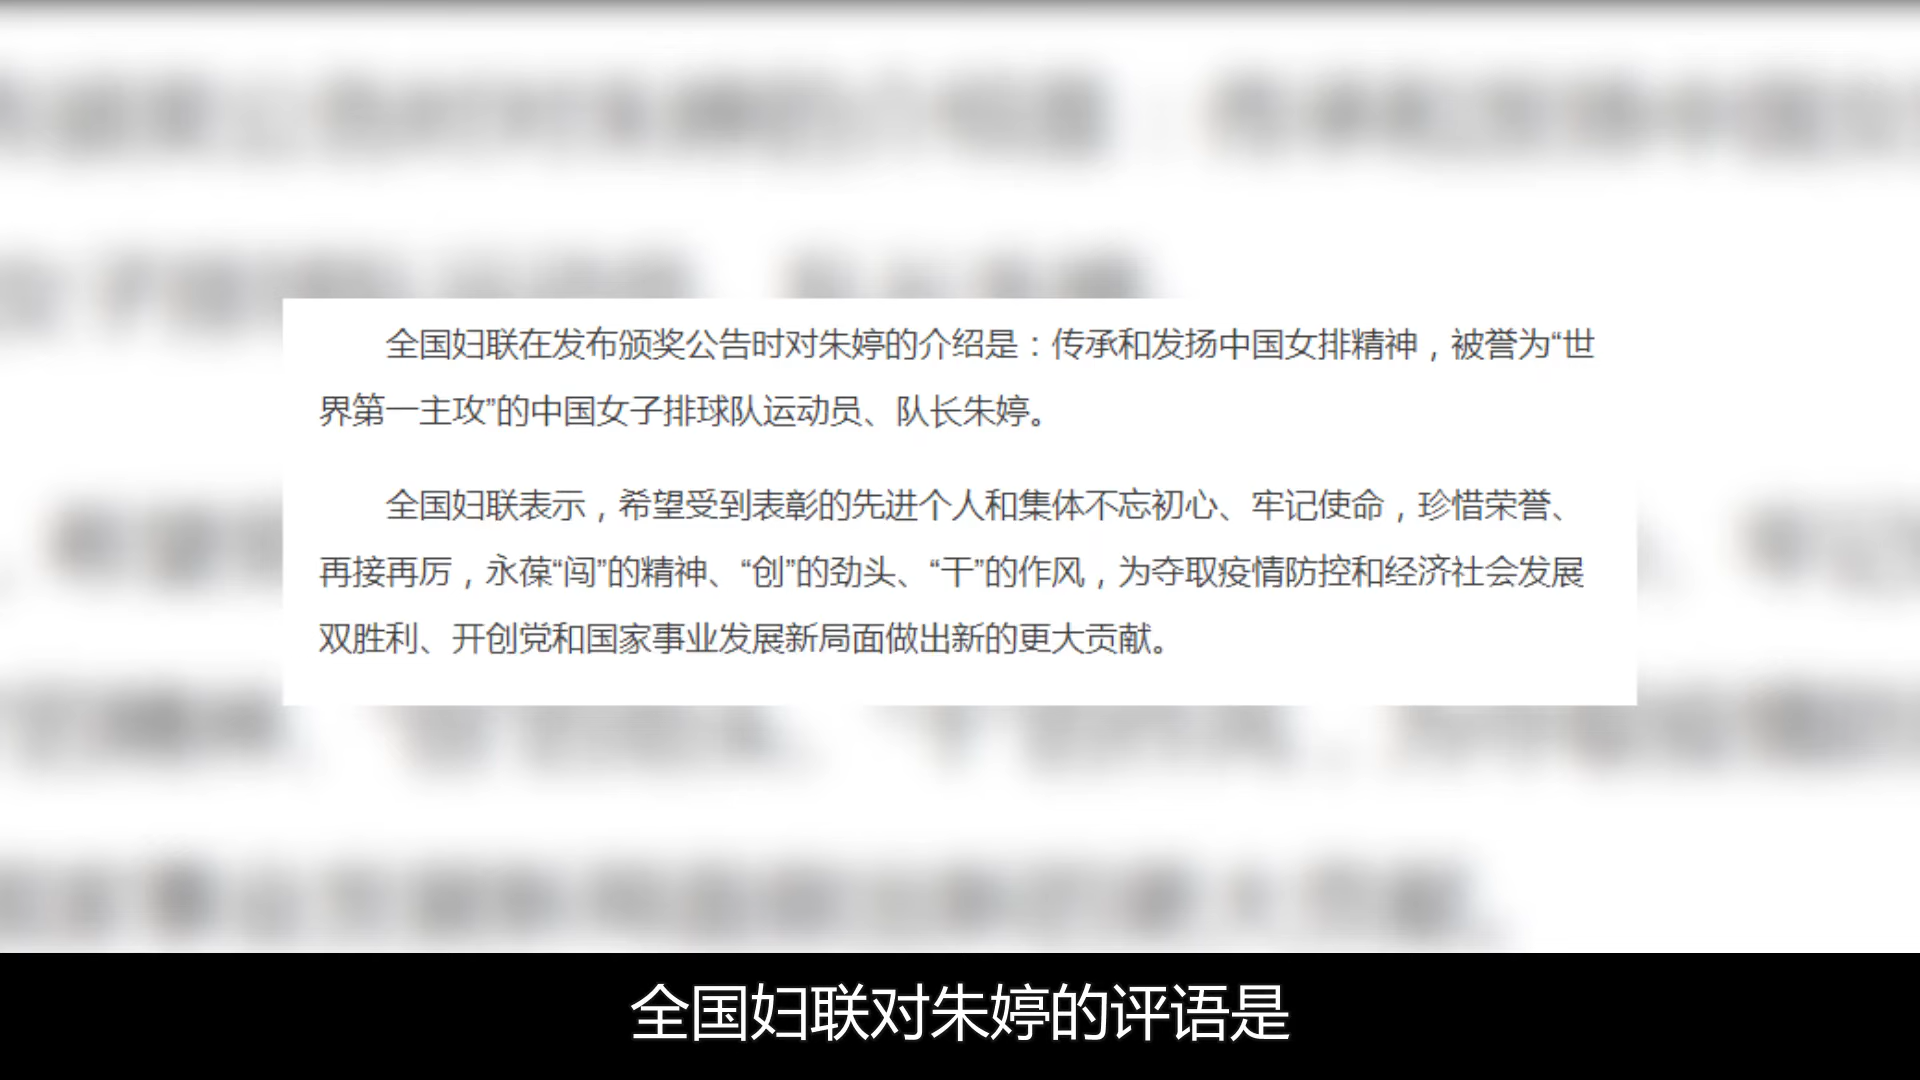 全国妇联在发布颁奖公告时对朱婷的介绍是：传承和发扬中国女排精神，被誉为“世
界第一主攻”的中国女子排球队运动员、队长朱婷。
全国妇联表示，希望受到表彰的先进个人和集体不忘初心、牢记使命，珍惜荣誉、
再接再厉，永葆“闯”的精神、“创”的劲头、“干”的作风，为夺取疫情防控和经济社会发展
双胜利、开创党和国家事业发展新局面做出新的更大贡献。
全国妇联对朱婷的评语是